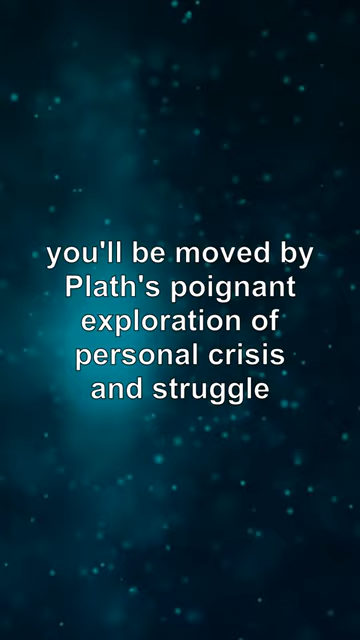 you'll be moved by
Plath's poignant
exploration of
personal crisis
and struggle